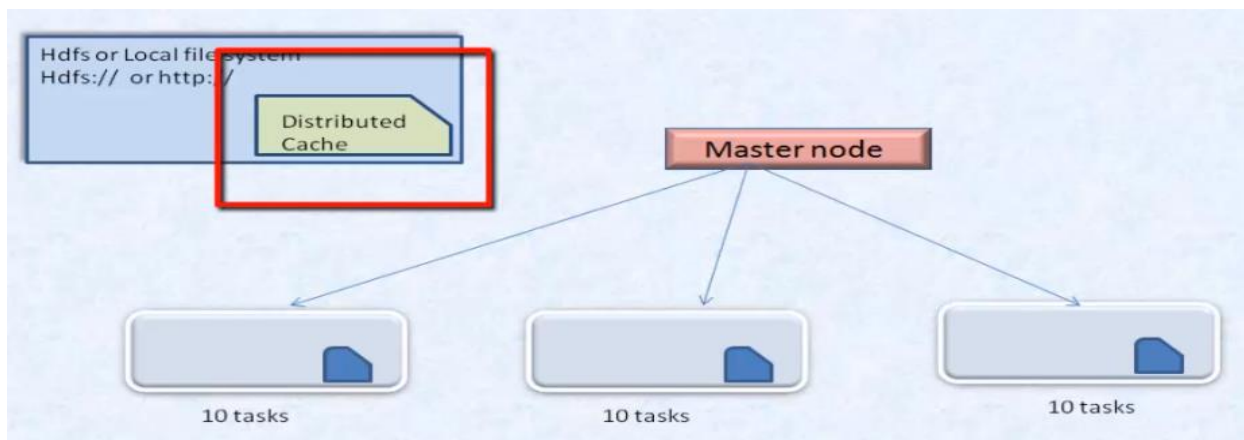 Hdfs or Local file system
Hdfs:// or http://
Distributed
Cache
Master node
10 tasks
10 tasks
10 tasks